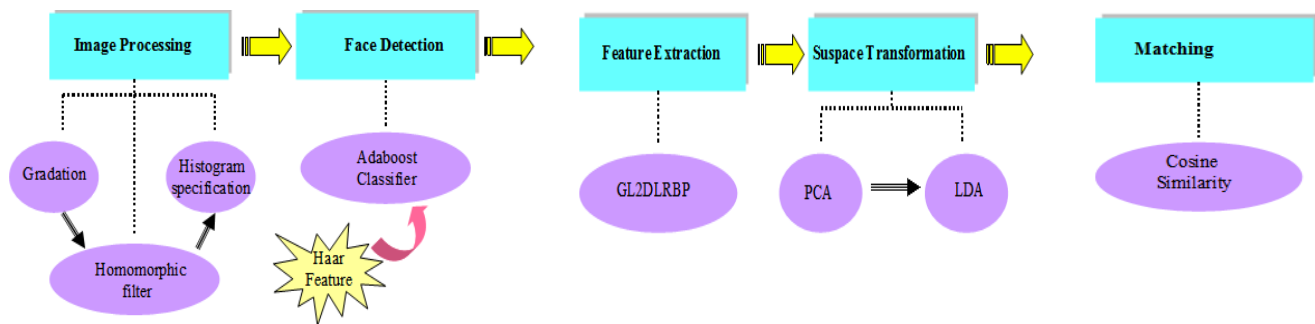 Image Processing
Face Detection
Feature Extraction
Suspace Transformation
Matching
Gradation
Histogram
specification
Homomorphic
filter
Adaboost
Classifier
Haar
Feature
GL2DLRBP
PCA
LDA
Cosine
Similarity